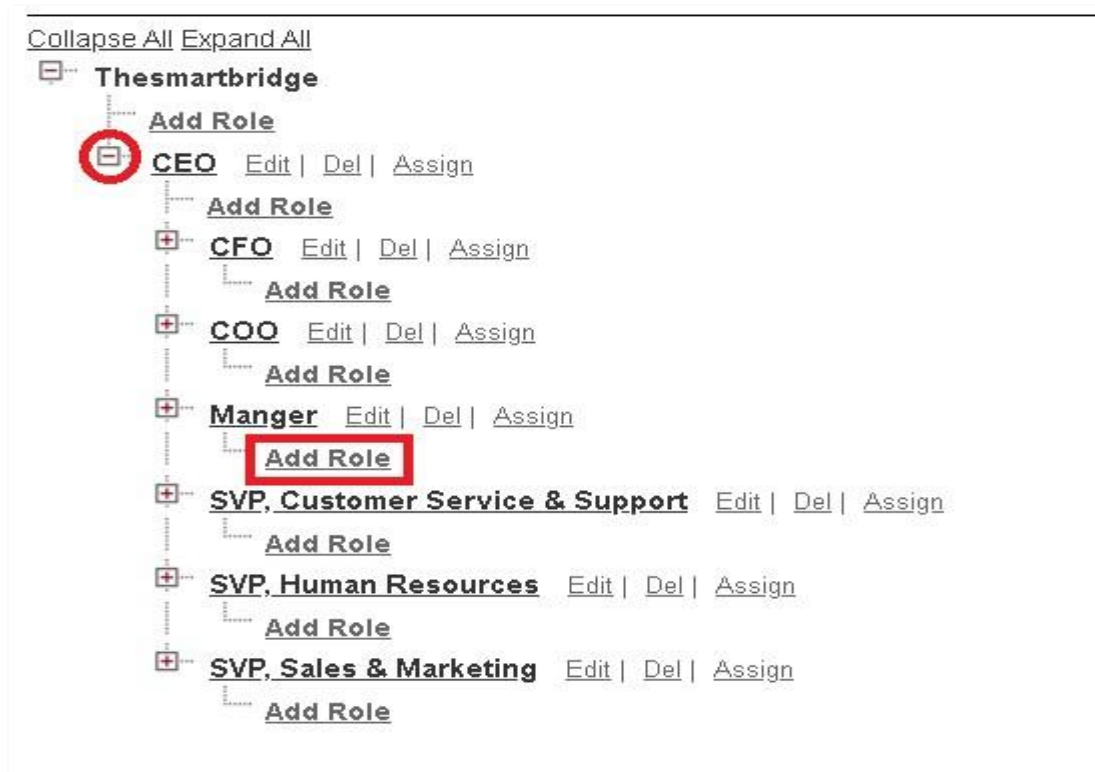 Collapse All Expand All
Thesmartbridge
Add Role
CEO Edit | Del | Assign
Add Role
CFO Edit | Del | Assign
Add Role
COO Edit | Del | Assign
Add Role
Manger Edit | Del | Assign
Add Role
SVP, Customer Service & Support Edit | Del | Assign
Add Role
SVP, Human Resources Edit | Del | Assign
Add Role
SVP, Sales & Marketing Edit | Del | Assign
Add Role